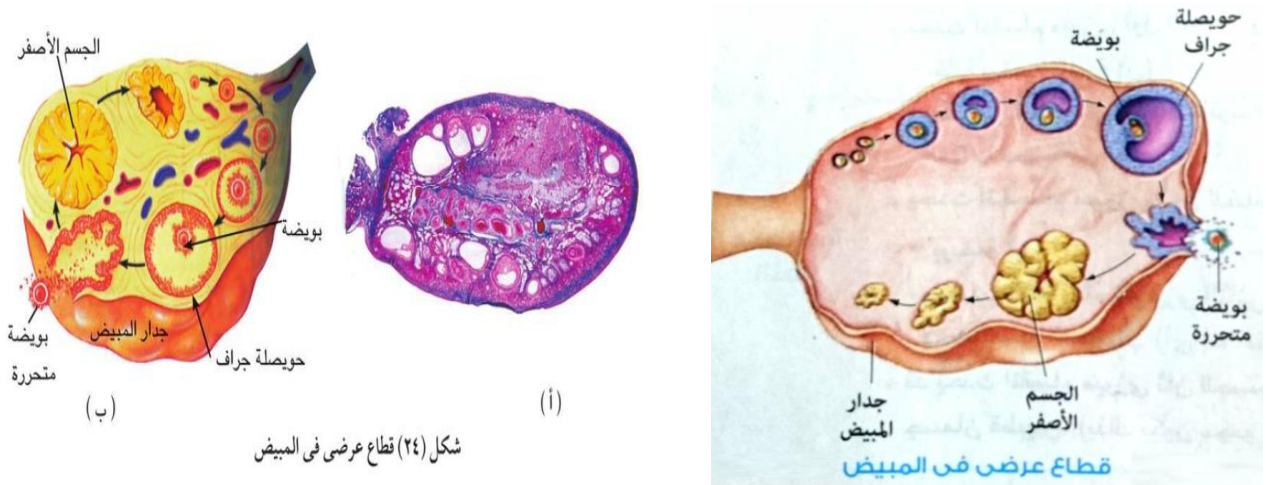 الجسم الأصفر
بويضة
جدار المبيض
بويضة
متحررة
حويصلة جراف
(ب)
(أ)
شكل (٢٤) قطاع عرضى فى المبيض
حويصلة
جراف
بويضة
بويضة
متحررة
الجسم
الأصفر
جدار
المبيض
قطاع عرضى فى المبيض